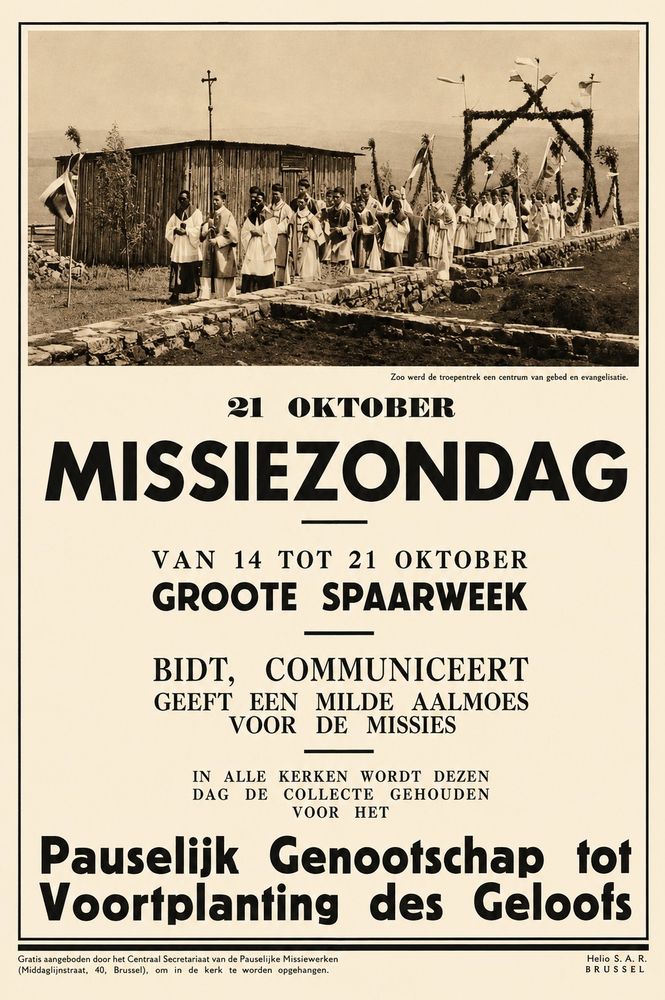 Zoo werd de troepentrek een centrum van gebed en evangelisatie.
21 OKTOBER
MISSIEZONDAG
VAN 14 TOT 21 OKTOBER
GROOTE SPAARWEEK
BIDT, COMMUNICEERT
GEEFT EEN MILDE AALMOES
VOOR DE MISSIES
IN ALLE KERKEN WORDT DEZEN
DAG DE COLLECTE GEHOUDEN
VOOR HET
Pauselijk Genootschap tot
Voortplanting des Geloofs
Gratis aangeboden door het Centraal Secretariaat van de Pauselijke Missiewerken
(Middaglijnstraat, 40, Brussel), om in de kerk te worden opgehangen.
Helio S. A. R.
BRUSSEL